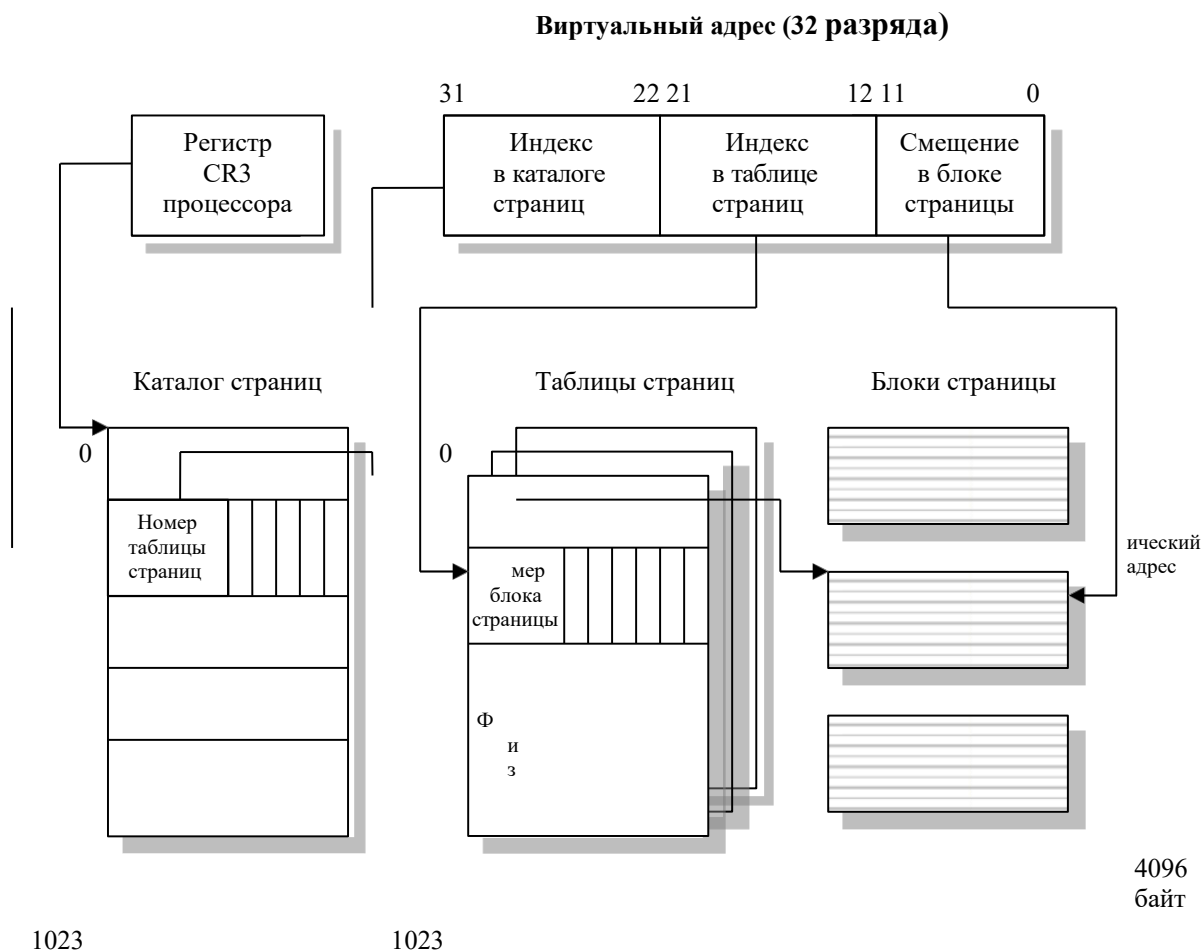 Виртуальный адрес (32 разряда)
31 22 21 12 11 0
Регистр
CR3
процессора
Индекс
в каталоге
страниц
Индекс
в таблице
страниц
Смещение
в блоке
страницы
Каталог страниц
Таблицы страниц
Блоки страницы
0
0
Номер
таблицы
страниц
мер
блока
страницы
ический
адрес
Ф
и
з
4096
байт
1023
1023